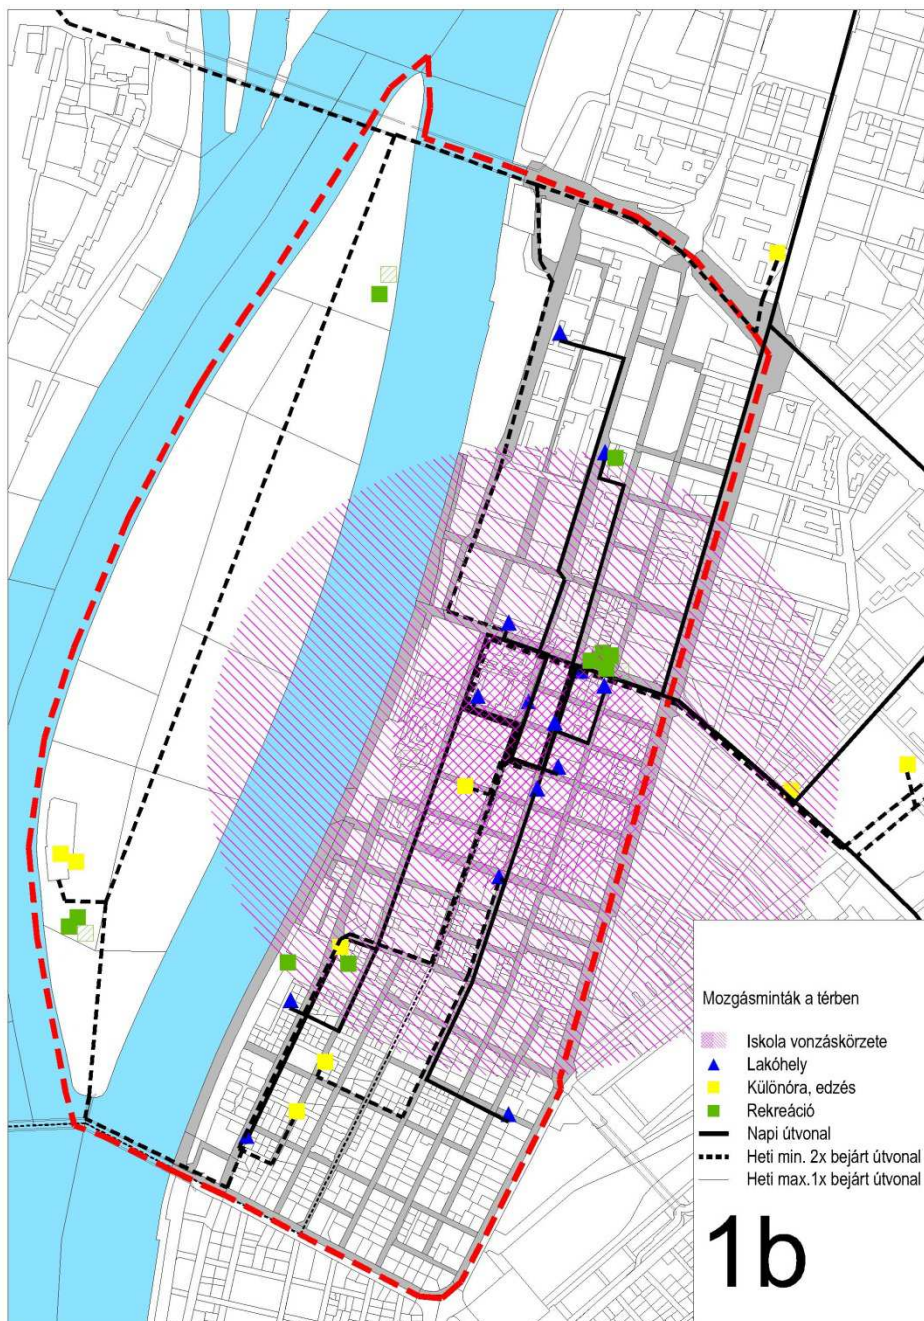 Mozgásminták a térben
Iskola vonzáskörzete
Lakóhely
Különóra, edzés
Rekreáció
Napi útvonal
Heti min. 2x bejárt útvonal
Heti max.1x bejárt útvonal
1b